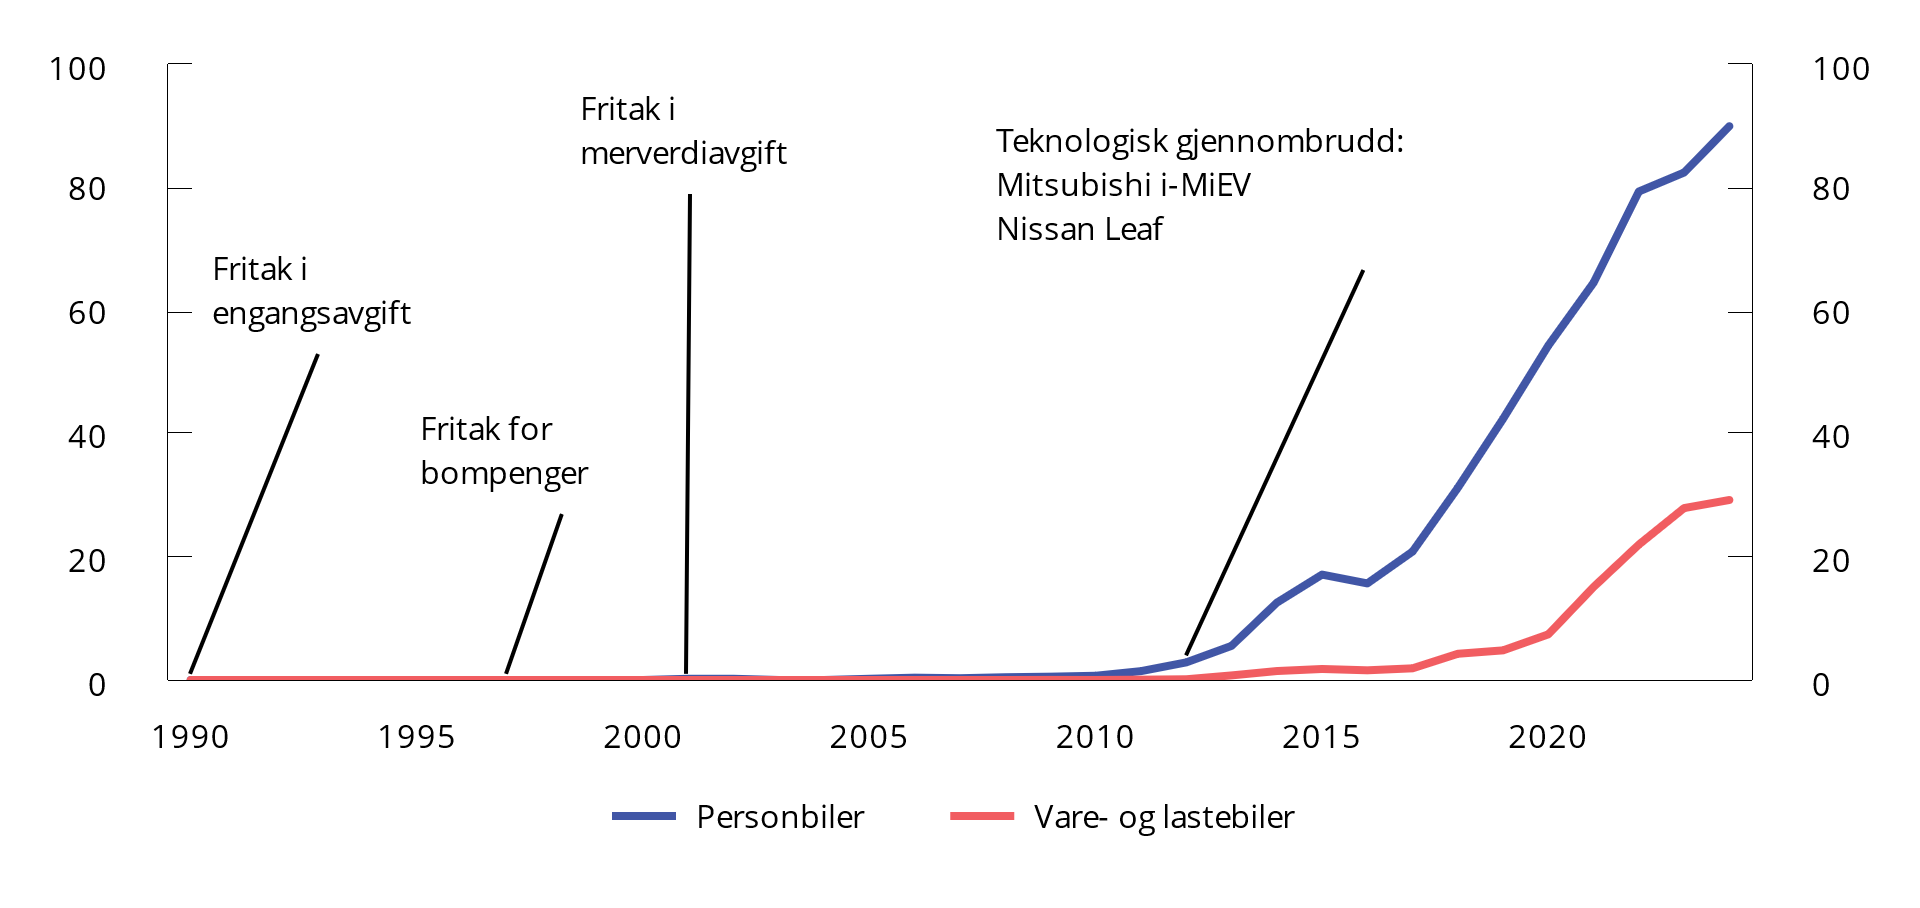 100
80
60
40
20
0
100
80
60
40
20
0
Fritak i
engangsavgift
Fritak for
bompenger
Fritak i
merverdiavgift
Teknologisk gjennombrudd:
Mitsubishi i-MiEV
Nissan Leaf
1990 1995 2000 2005 2010 2015 2020
Personbiler Vare- og lastebiler